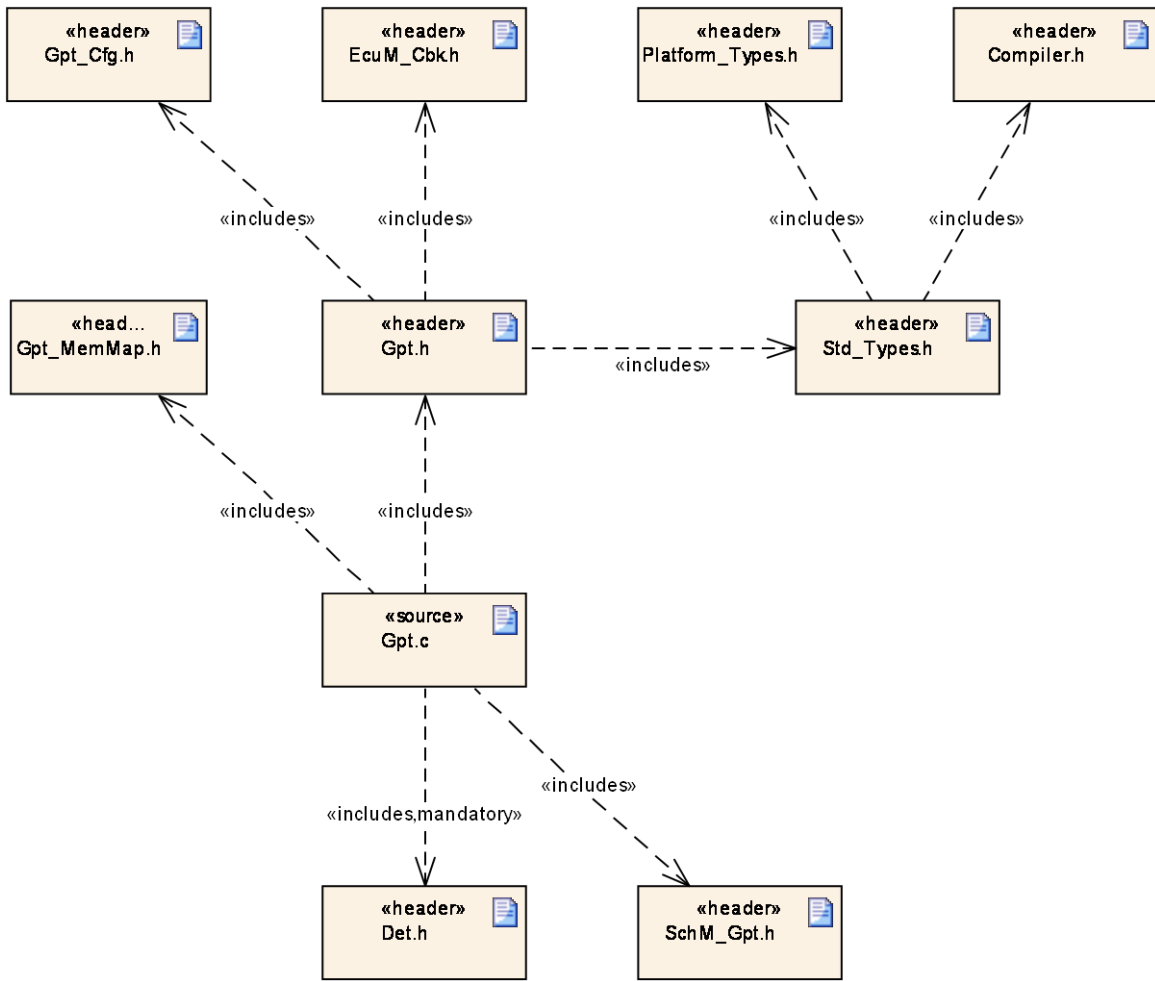 «header»
Gpt_Cfg.h
«header»
EcuM_Cbk.h
«header»
Platform_Types.h
«header»
Compiler.h
«includes»
«includes»
«includes»
«includes»
«head...
Gpt_MemMap.h
«header»
Gpt.h
«includes»
«header»
Std_Types.h
«includes»
«includes»
«source»
Gpt.c
«includes»
«includes,mandatory»
«header»
Det.h
«header»
SchM_Gpt.h